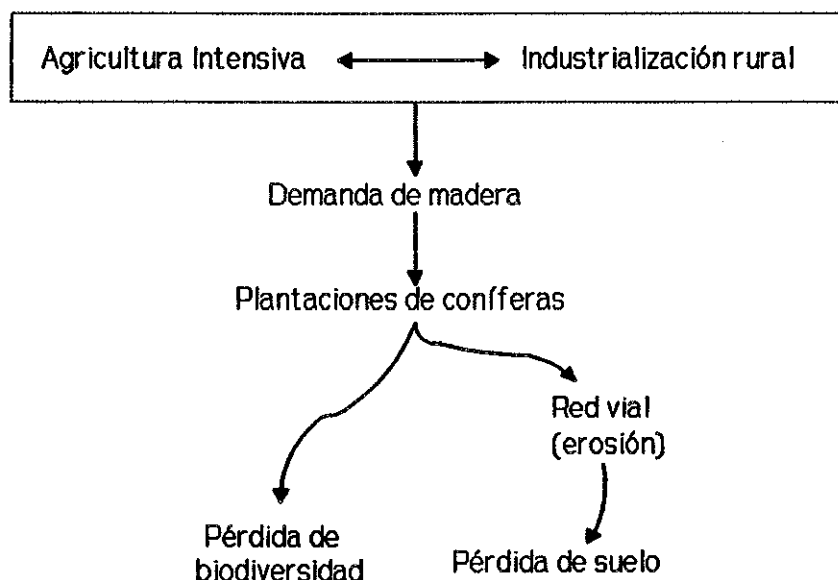 Agricultura Intensiva
Industrialización rural
Demanda de madera
Plantaciones de coníferas
Red vial
(erosión)
Pérdida de
biodiversidad
Pérdida de suelo